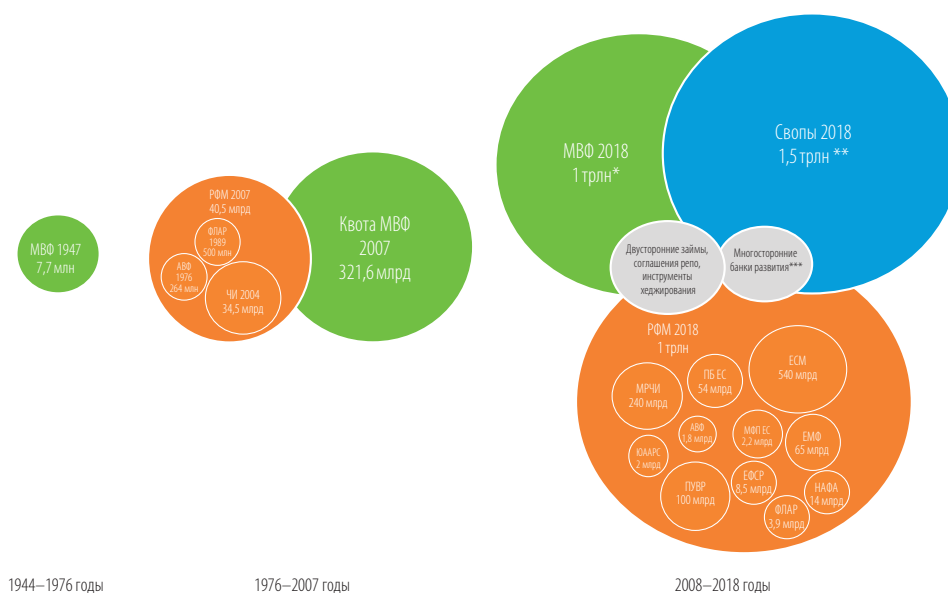 МВФ 1947
7,7 млн
РФМ 2007
40,5 млрд
ФЛАР
1989
500 млн
АВФ
1976
264 млн
ЧИ 2004
34,5 млрд
Квота МВФ
2007
321,6 млрд
МВФ 2018
1 трлн*
Свопы 2018
1,5 трлн **
Двусторонние займы,
соглашения репо,
инструменты
хеджирования
Многосторонние
банки развития***
РФМ 2018
1 трлн
МРЧИ
240 млрд
ПБ ЕС
54 млрд
ЕСМ
540 млрд
АВФ
1,8 млрд
МФП ЕС
2,2 млрд
ЕМФ
65 млрд
ЮААРС
2 млрд
ПУВР
100 млрд
ЕФСР
8,5 млрд
НАФА
14 млрд
ФЛАР
3,9 млрд
1944–1976 годы
1976–2007 годы
2008–2018 годы